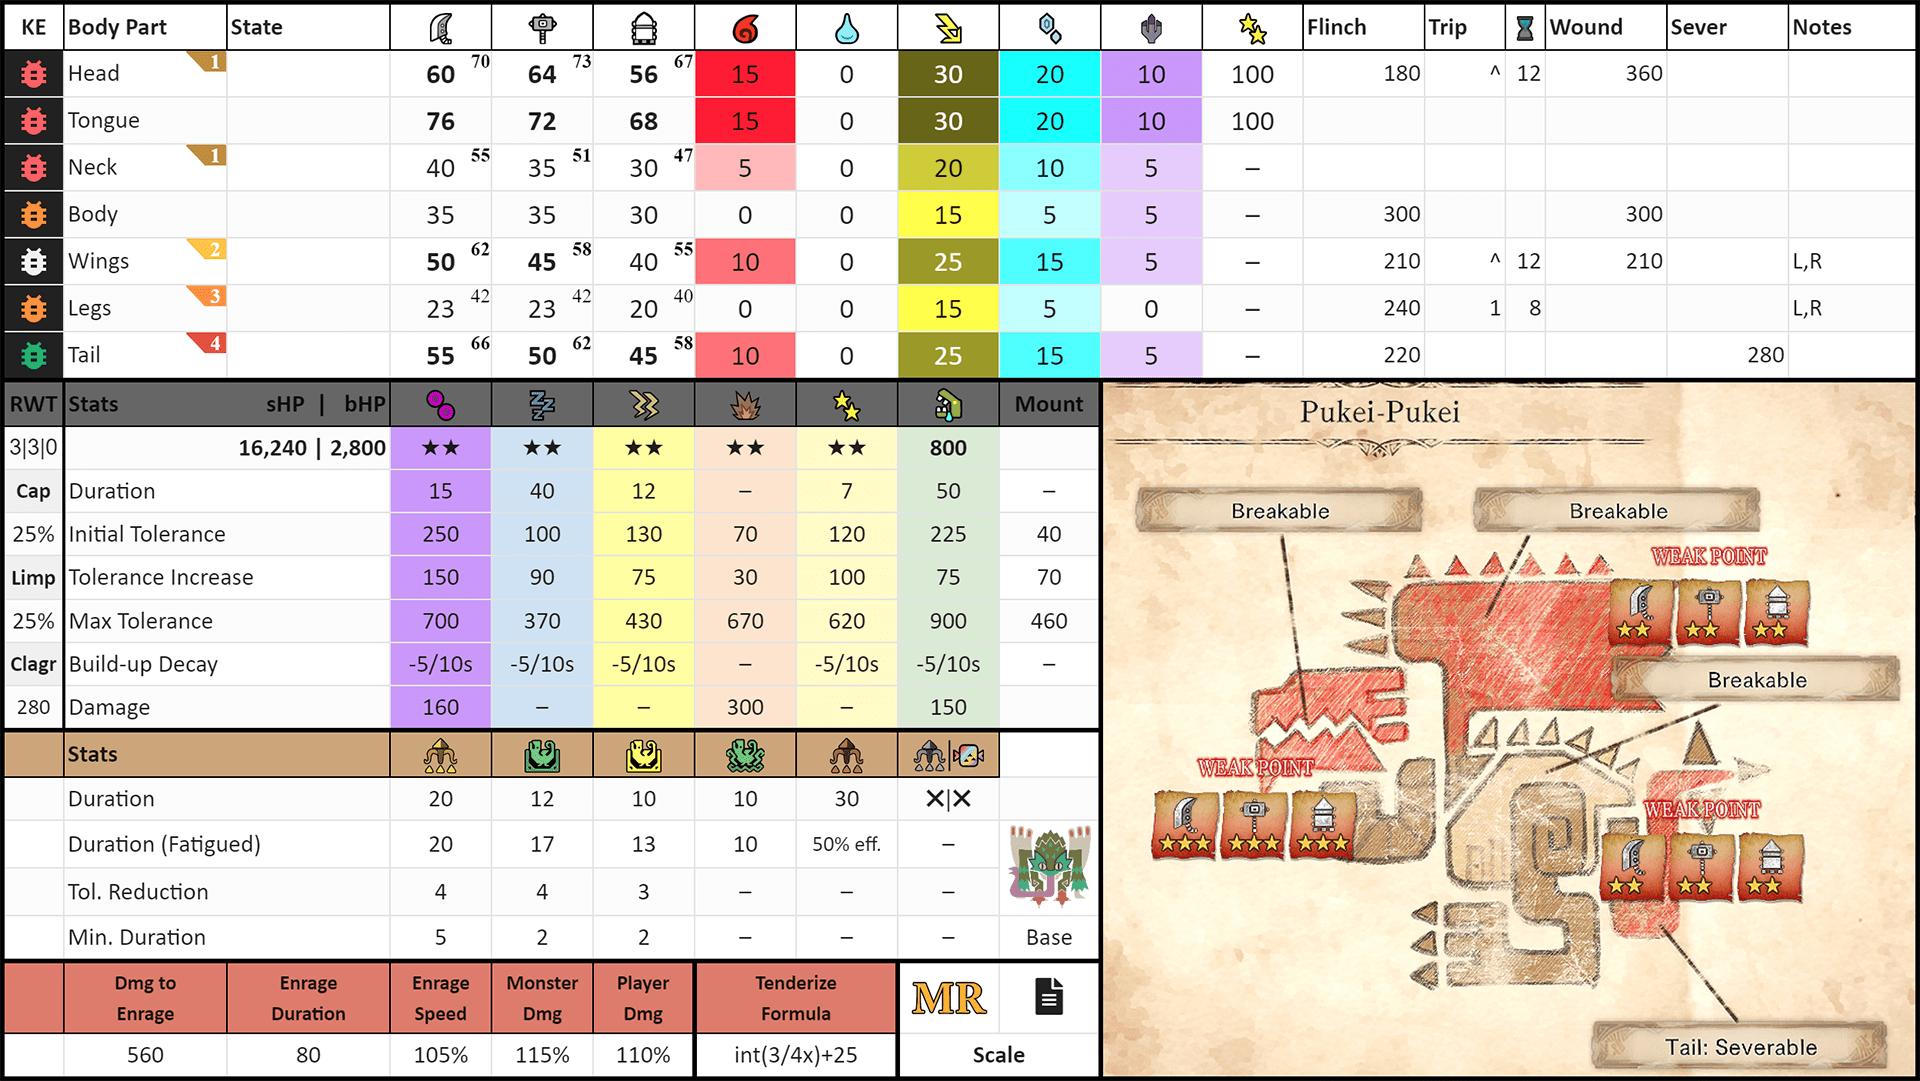 KE Body Part State Flinch Trip Wound Sever Notes
Head 1 60 70 64 73 56 67 15 0 30 20 10 100 180 ^ 12 360
Tongue 76 72 68 15 0 30 20 10 100
Neck 1 40 55 35 51 30 47 5 0 20 10 5 –
Body 35 35 30 0 0 15 5 5 – 300 300
Wings 2 50 62 45 58 40 55 10 0 25 15 5 – 210 ^ 12 210 L,R
Legs 3 23 42 23 42 20 40 0 0 15 5 0 – 240 1 8 L,R
Tail 4 55 66 50 62 45 58 10 0 25 15 5 – 220 280
RWT Stats sHP | bHP Mount
3|3|0 16,240 | 2,800 ★★ ★★ ★★ ★★ ★★ 800
Cap Duration 15 40 12 – 7 50 –
25% Initial Tolerance 250 100 130 70 120 225 40
Limp Tolerance Increase 150 90 75 30 100 75 70
25% Max Tolerance 700 370 430 670 620 900 460
Clagr Build-up Decay -5/10s -5/10s -5/10s – -5/10s -5/10s –
280 Damage 160 – – 300 – 150
Stats
Duration 20 12 10 10 30 ✕|✕
Duration (Fatigued) 20 17 13 10 50% eff. –
Tol. Reduction 4 4 3 – – –
Min. Duration 5 2 2 – – – Base
Dmg to Enrage
Enrage Duration
Enrage Speed
Monster Dmg
Player Dmg
Tenderize Formula
MR
560 80 105% 115% 110% int(3/4x)+25 Scale
Pukei-Pukei
Breakable
Breakable
WEAK POINT
Breakable
WEAK POINT
WEAK POINT
Tail: Severable